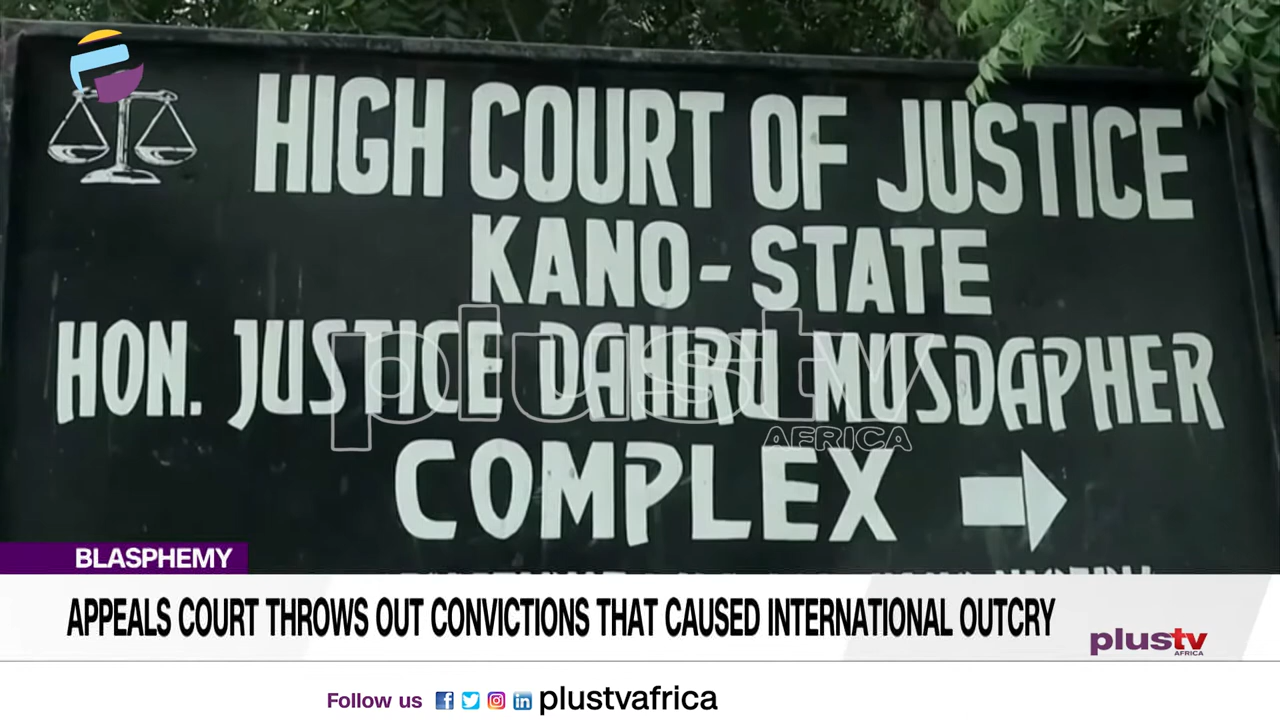 HIGH COURT OF JUSTICE
KANO-STATE
HON. JUSTICE DAHIRU MUSDAPHER
COMPLEX
plustv
AFRICA
BLASPHEMY
APPEALS COURT THROWS OUT CONVICTIONS THAT CAUSED INTERNATIONAL OUTCRY
plustv
AFRICA
Follow us plustvafrica